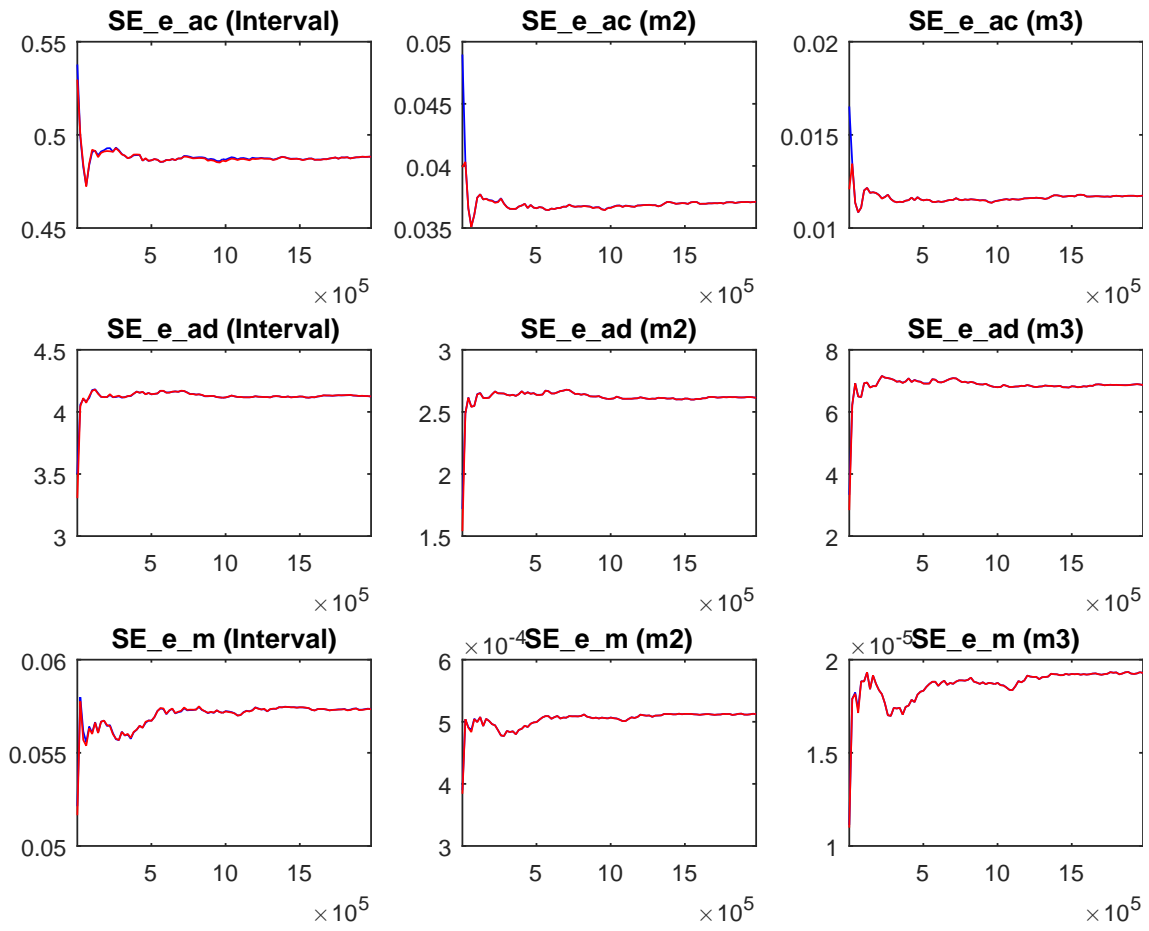 SE_e_ac (Interval)
0.55
0.5
0.45
5 10 15
×10^5
SE_e_ac (m2)
0.05
0.045
0.04
0.035
5 10 15
×10^5
SE_e_ac (m3)
0.02
0.015
0.01
5 10 15
×10^5
SE_e_ad (Interval)
4.5
4
3.5
3
5 10 15
×10^5
SE_e_ad (m2)
3
2.5
2
1.5
5 10 15
×10^5
SE_e_ad (m3)
8
6
4
2
5 10 15
×10^5
SE_e_m (Interval)
0.06
0.055
0.05
5 10 15
×10^5
×10^-4
SE_e_m (m2)
6
5
4
3
5 10 15
×10^5
×10^-5
SE_e_m (m3)
2
1.5
1
5 10 15
×10^5